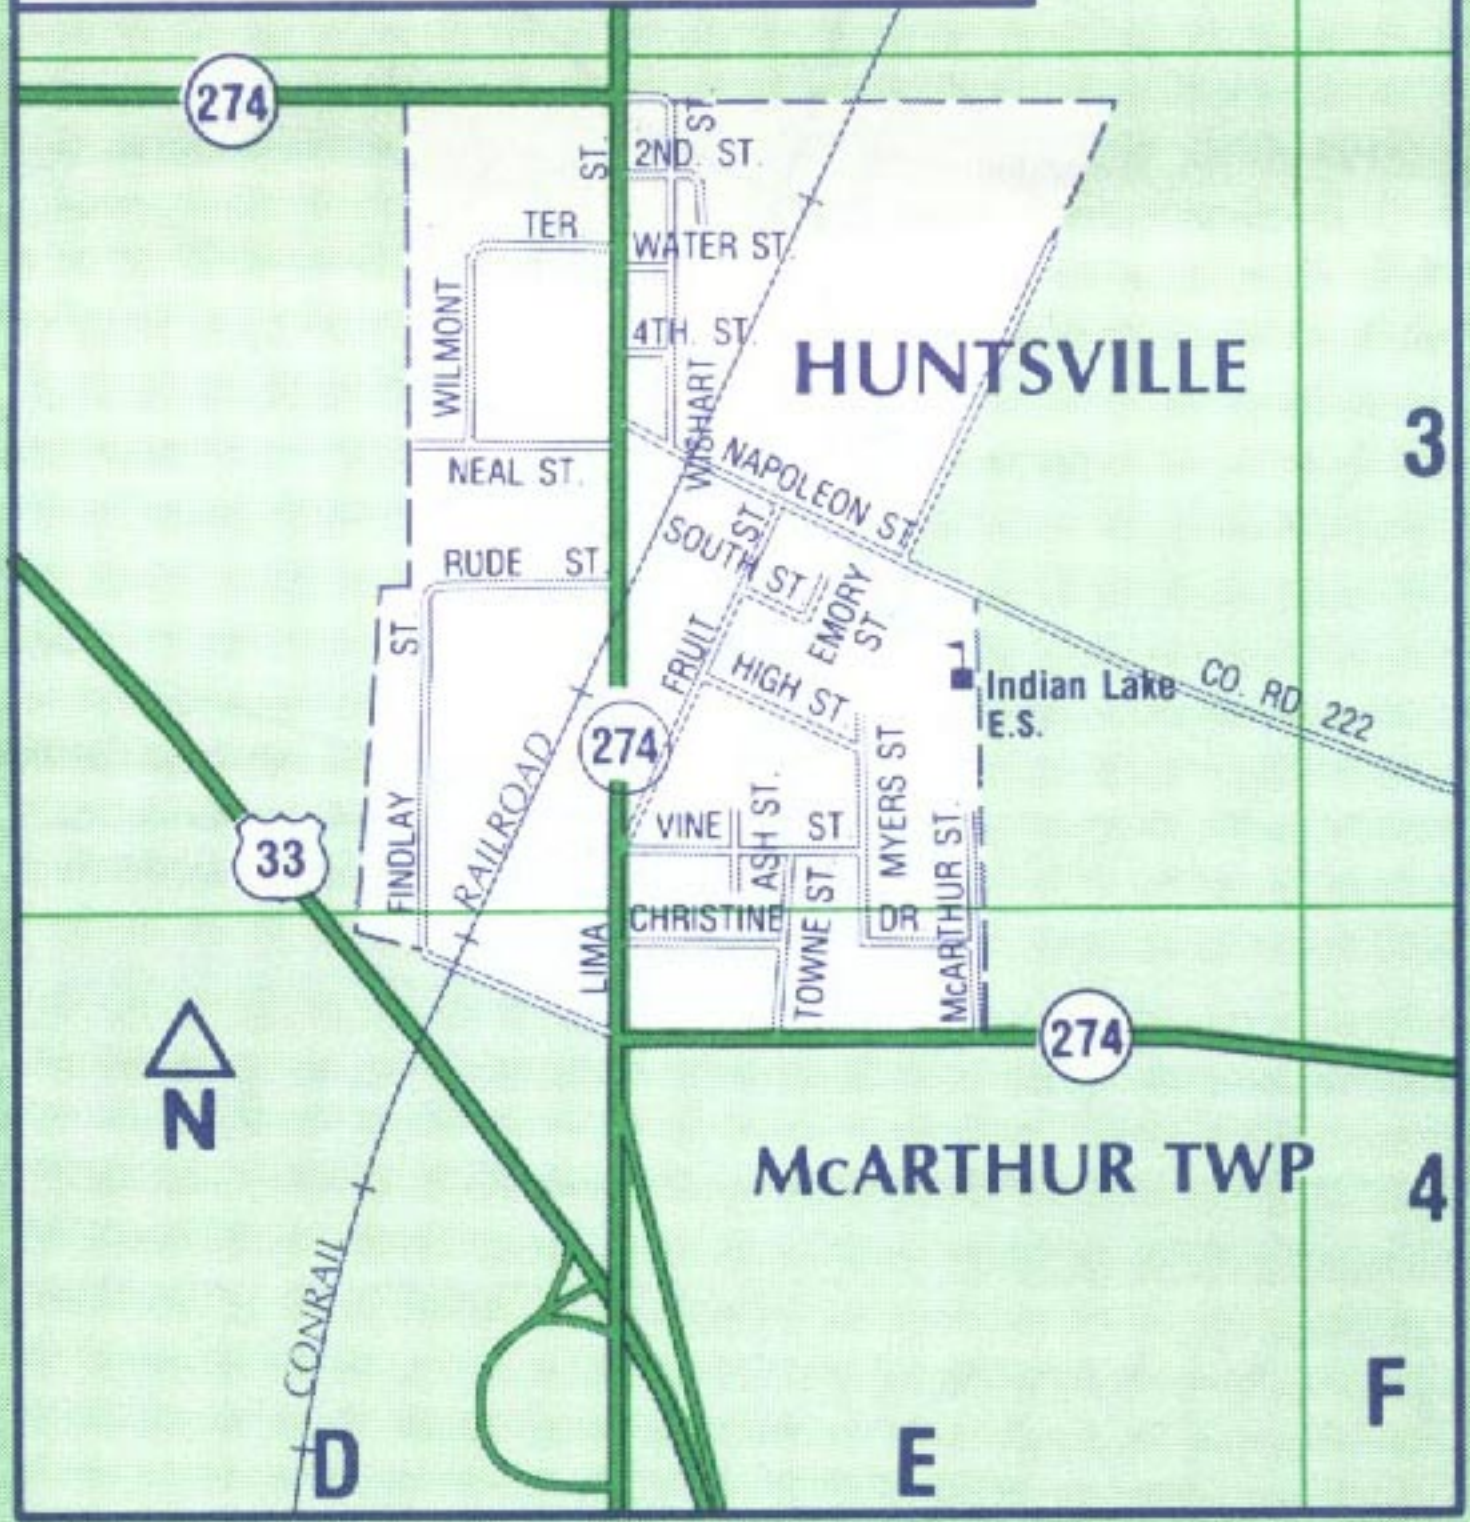 274
ST
ST.
2ND. ST.
TER
WATER ST.
WILMONT
4TH. ST.
HUNTSVILLE
WISHART
3
NEAL ST.
NAPOLEON ST.
RUDE ST.
SOUTH ST
ST
EMORY
ST.
ST
FRUIT
HIGH ST.
Indian Lake
E.S.
CO. RD. 222
274
RAILROAD
MYERS ST.
VINE ST.
ASH ST.
33
FINDLAY
McARTHUR ST.
CHRISTINE DR
TOWNE ST.
LIMA
274
N
McARTHUR TWP
4
CONRAIL
F
D
E